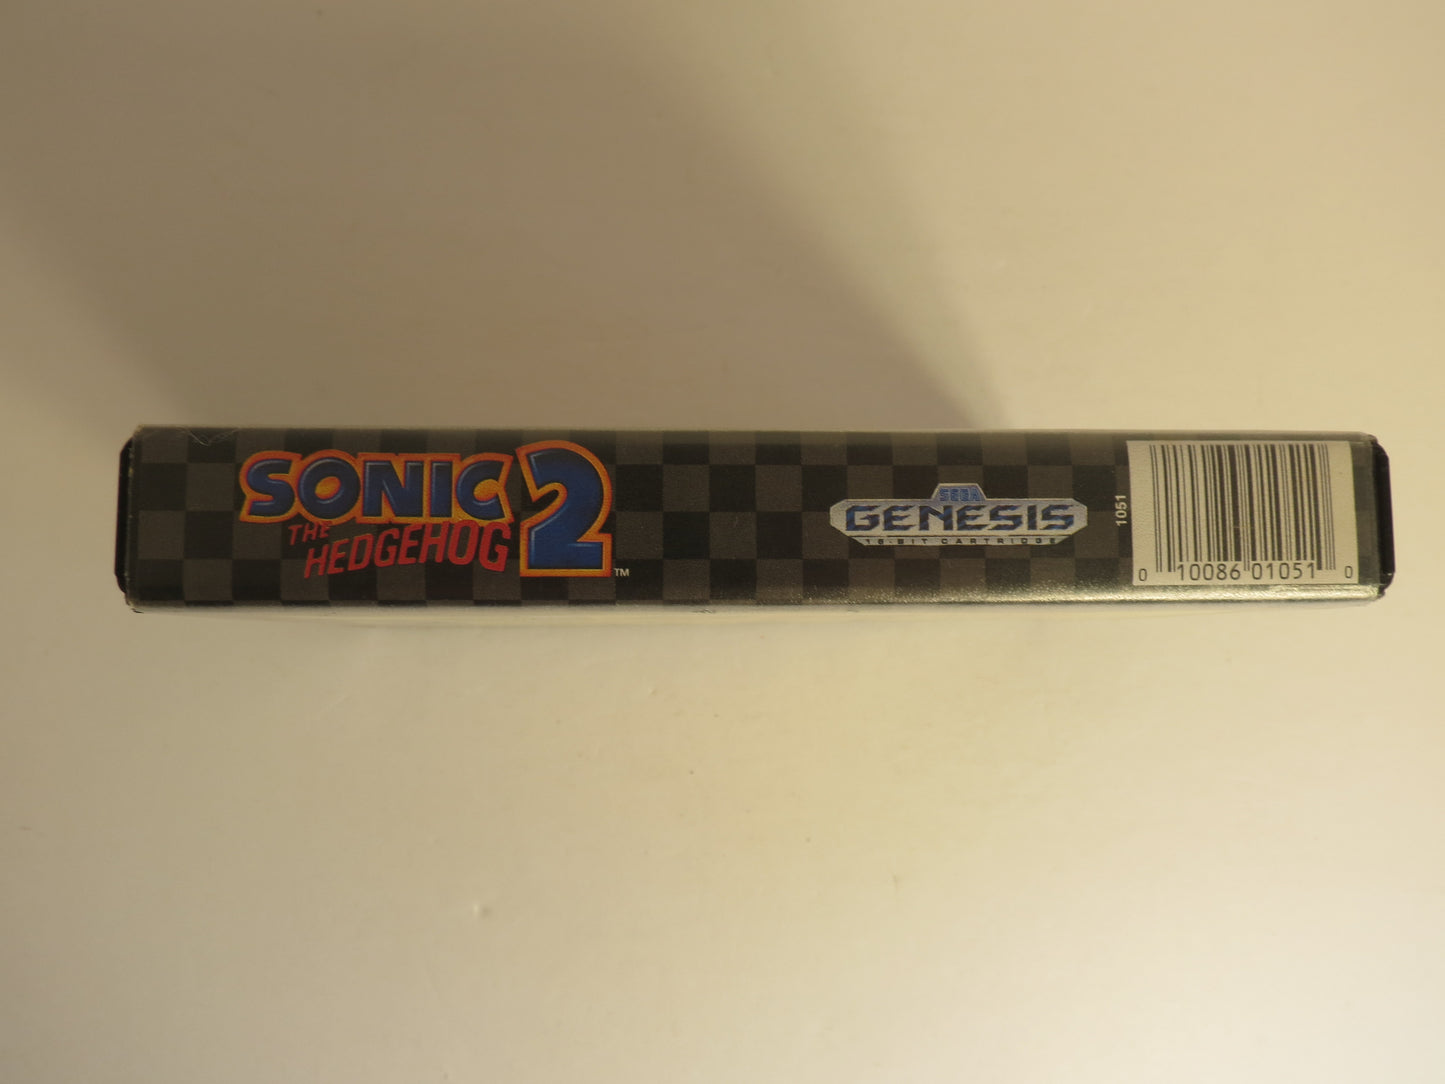 SONIC
THE
HEDGEHOG
2
TM
SEGA
GENESIS
16-BIT CARTRIDGE
1051
0 10086 01051 0